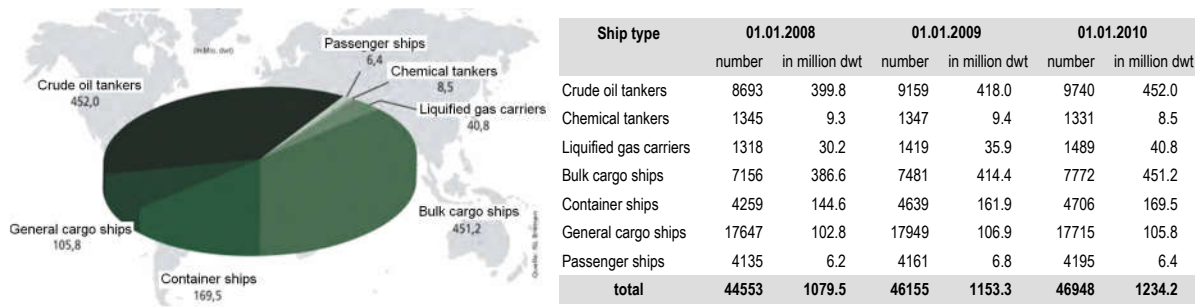 (in Mio. dwt)
Passenger ships
6,4
Chemical tankers
8,5
Crude oil tankers
452,0
Liquified gas carriers
40,8
Bulk cargo ships
451,2
General cargo ships
105,8
Container ships
169,5
Ship type 01.01.2008 01.01.2009 01.01.2010
number in million dwt number in million dwt number in million dwt
Crude oil tankers 8693 399.8 9159 418.0 9740 452.0
Chemical tankers 1345 9.3 1347 9.4 1331 8.5
Liquified gas carriers 1318 30.2 1419 35.9 1489 40.8
Bulk cargo ships 7156 386.6 7481 414.4 7772 451.2
Container ships 4259 144.6 4639 161.9 4706 169.5
General cargo ships 17647 102.8 17949 106.9 17715 105.8
Passenger ships 4135 6.2 4161 6.8 4195 6.4
total 44553 1079.5 46155 1153.3 46948 1234.2